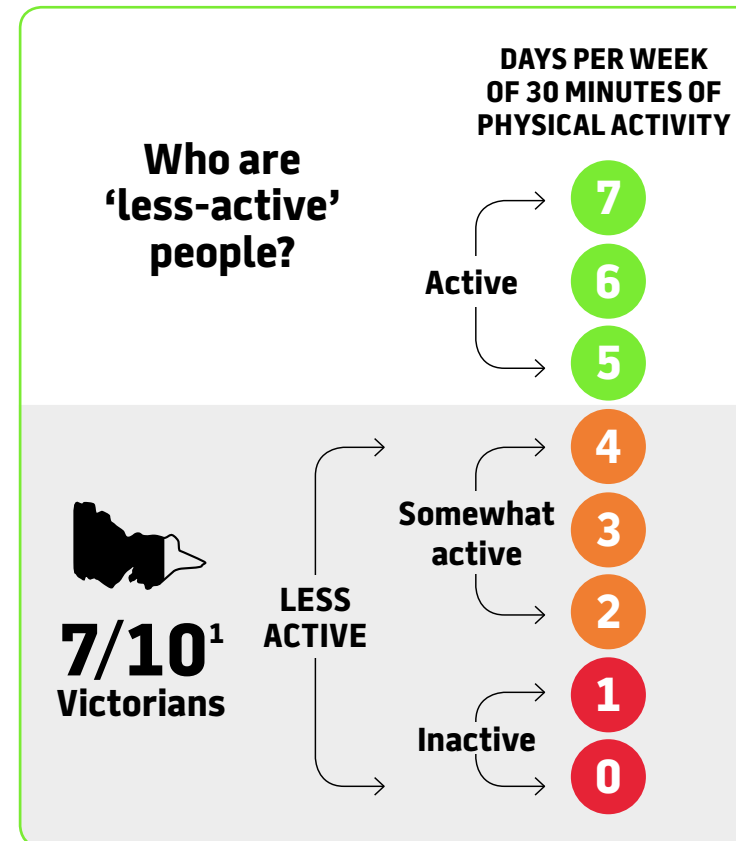 Who are
‘less-active’
people?
DAYS PER WEEK
OF 30 MINUTES OF
PHYSICAL ACTIVITY
7
Active
6
5
4
Somewhat
active
3
2
LESS
ACTIVE
7/10¹
Victorians
1
Inactive
0